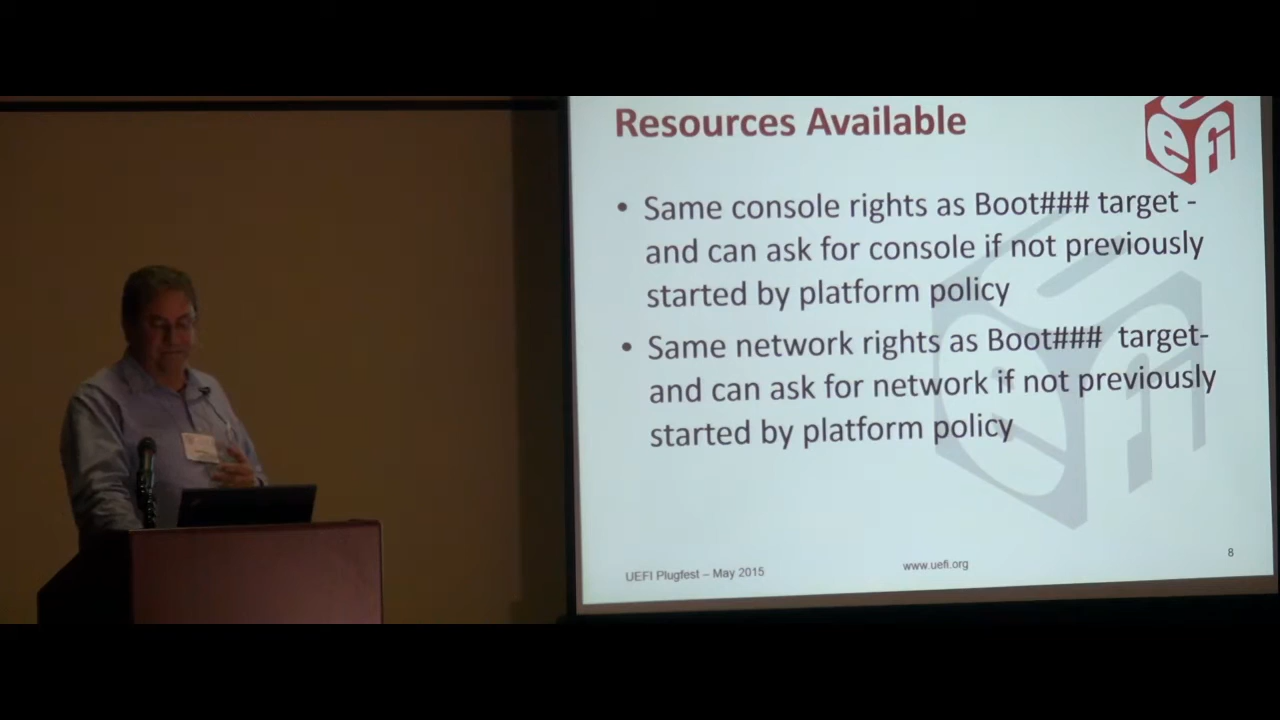 Resources Available
uefi
• Same console rights as Boot### target -
and can ask for console if not previously
started by platform policy
• Same network rights as Boot### target-
and can ask for network if not previously
started by platform policy
UEFI Plugfest – May 2015
www.uefi.org
8